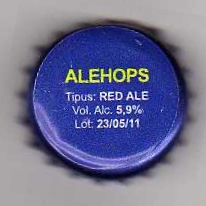 ALEHOPS
Tipus: RED ALE
Vol. Alc. 5,9%
Lot: 23/05/11